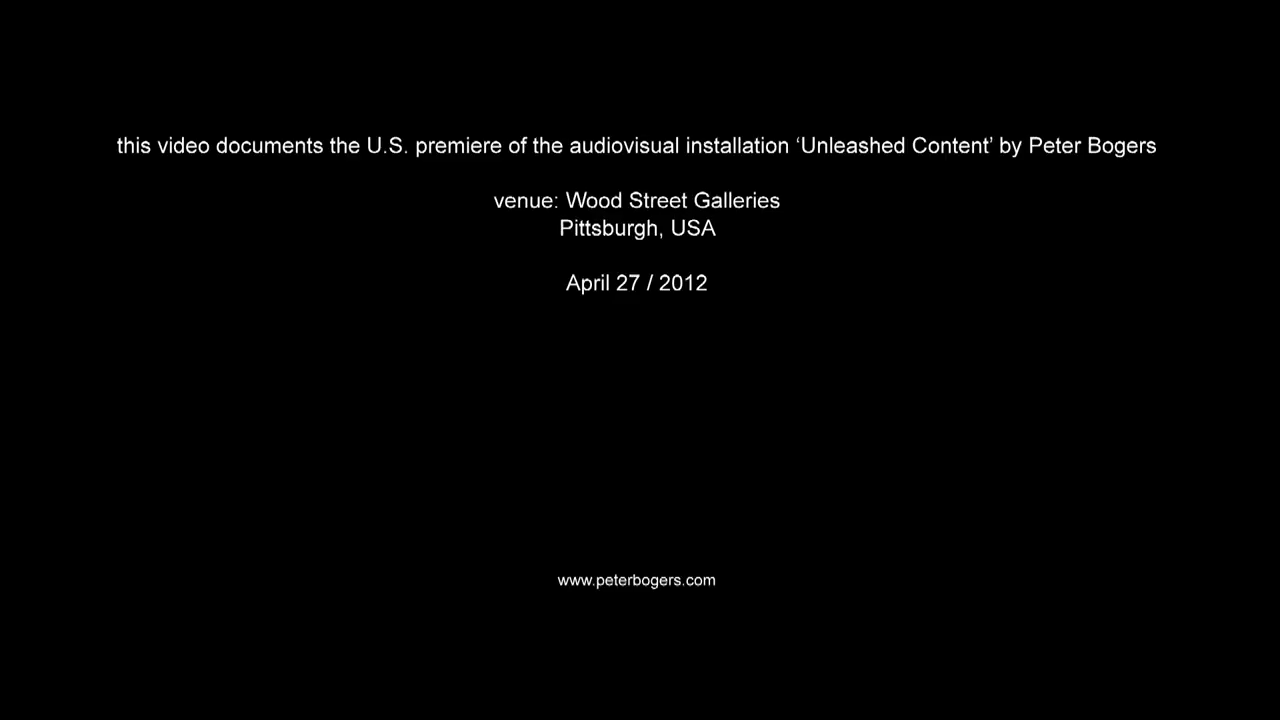 this video documents the U.S. premiere of the audiovisual installation ‘Unleashed Content’ by Peter Bogers
venue: Wood Street Galleries
Pittsburgh, USA
April 27 / 2012
www.peterbogers.com